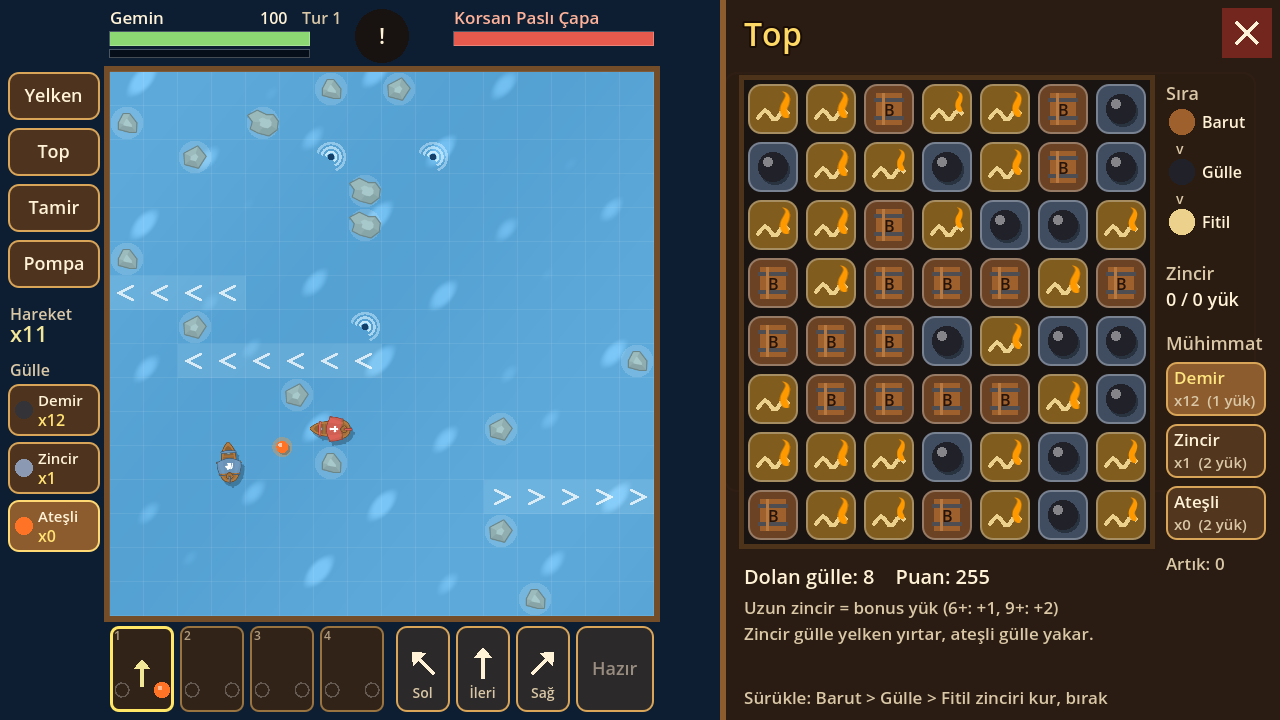 Gemin 100 Tur 1
!
Korsan Paslı Çapa
Yelken
Top
Tamir
Pompa
Hareket
x11
Gülle
Demir
x12
Zincir
x1
Ateşli
x0
1
2
3
4
Sol
İleri
Sağ
Hazır
Top
B B
B
B
B B B B B
B B B
B B B B
B B
Sıra
Barut
v
Gülle
v
Fitil
Zincir
0 / 0 yük
Mühimmat
Demir
x12 (1 yük)
Zincir
x1 (2 yük)
Ateşli
x0 (2 yük)
Artık: 0
Dolan gülle: 8 Puan: 255
Uzun zincir = bonus yük (6+: +1, 9+: +2)
Zincir gülle yelken yırtar, ateşli gülle yakar.
Sürükle: Barut > Gülle > Fitil zinciri kur, bırak